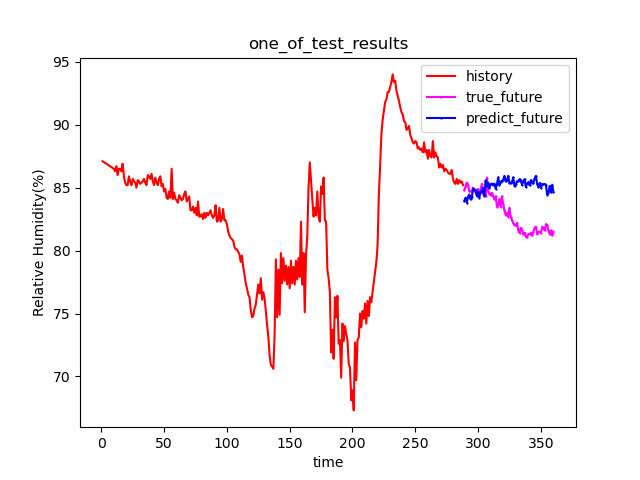 one_of_test_results
Relative Humidity(%)
95
90
85
80
75
70
0 50 100 150 200 250 300 350
time
history
true_future
predict_future